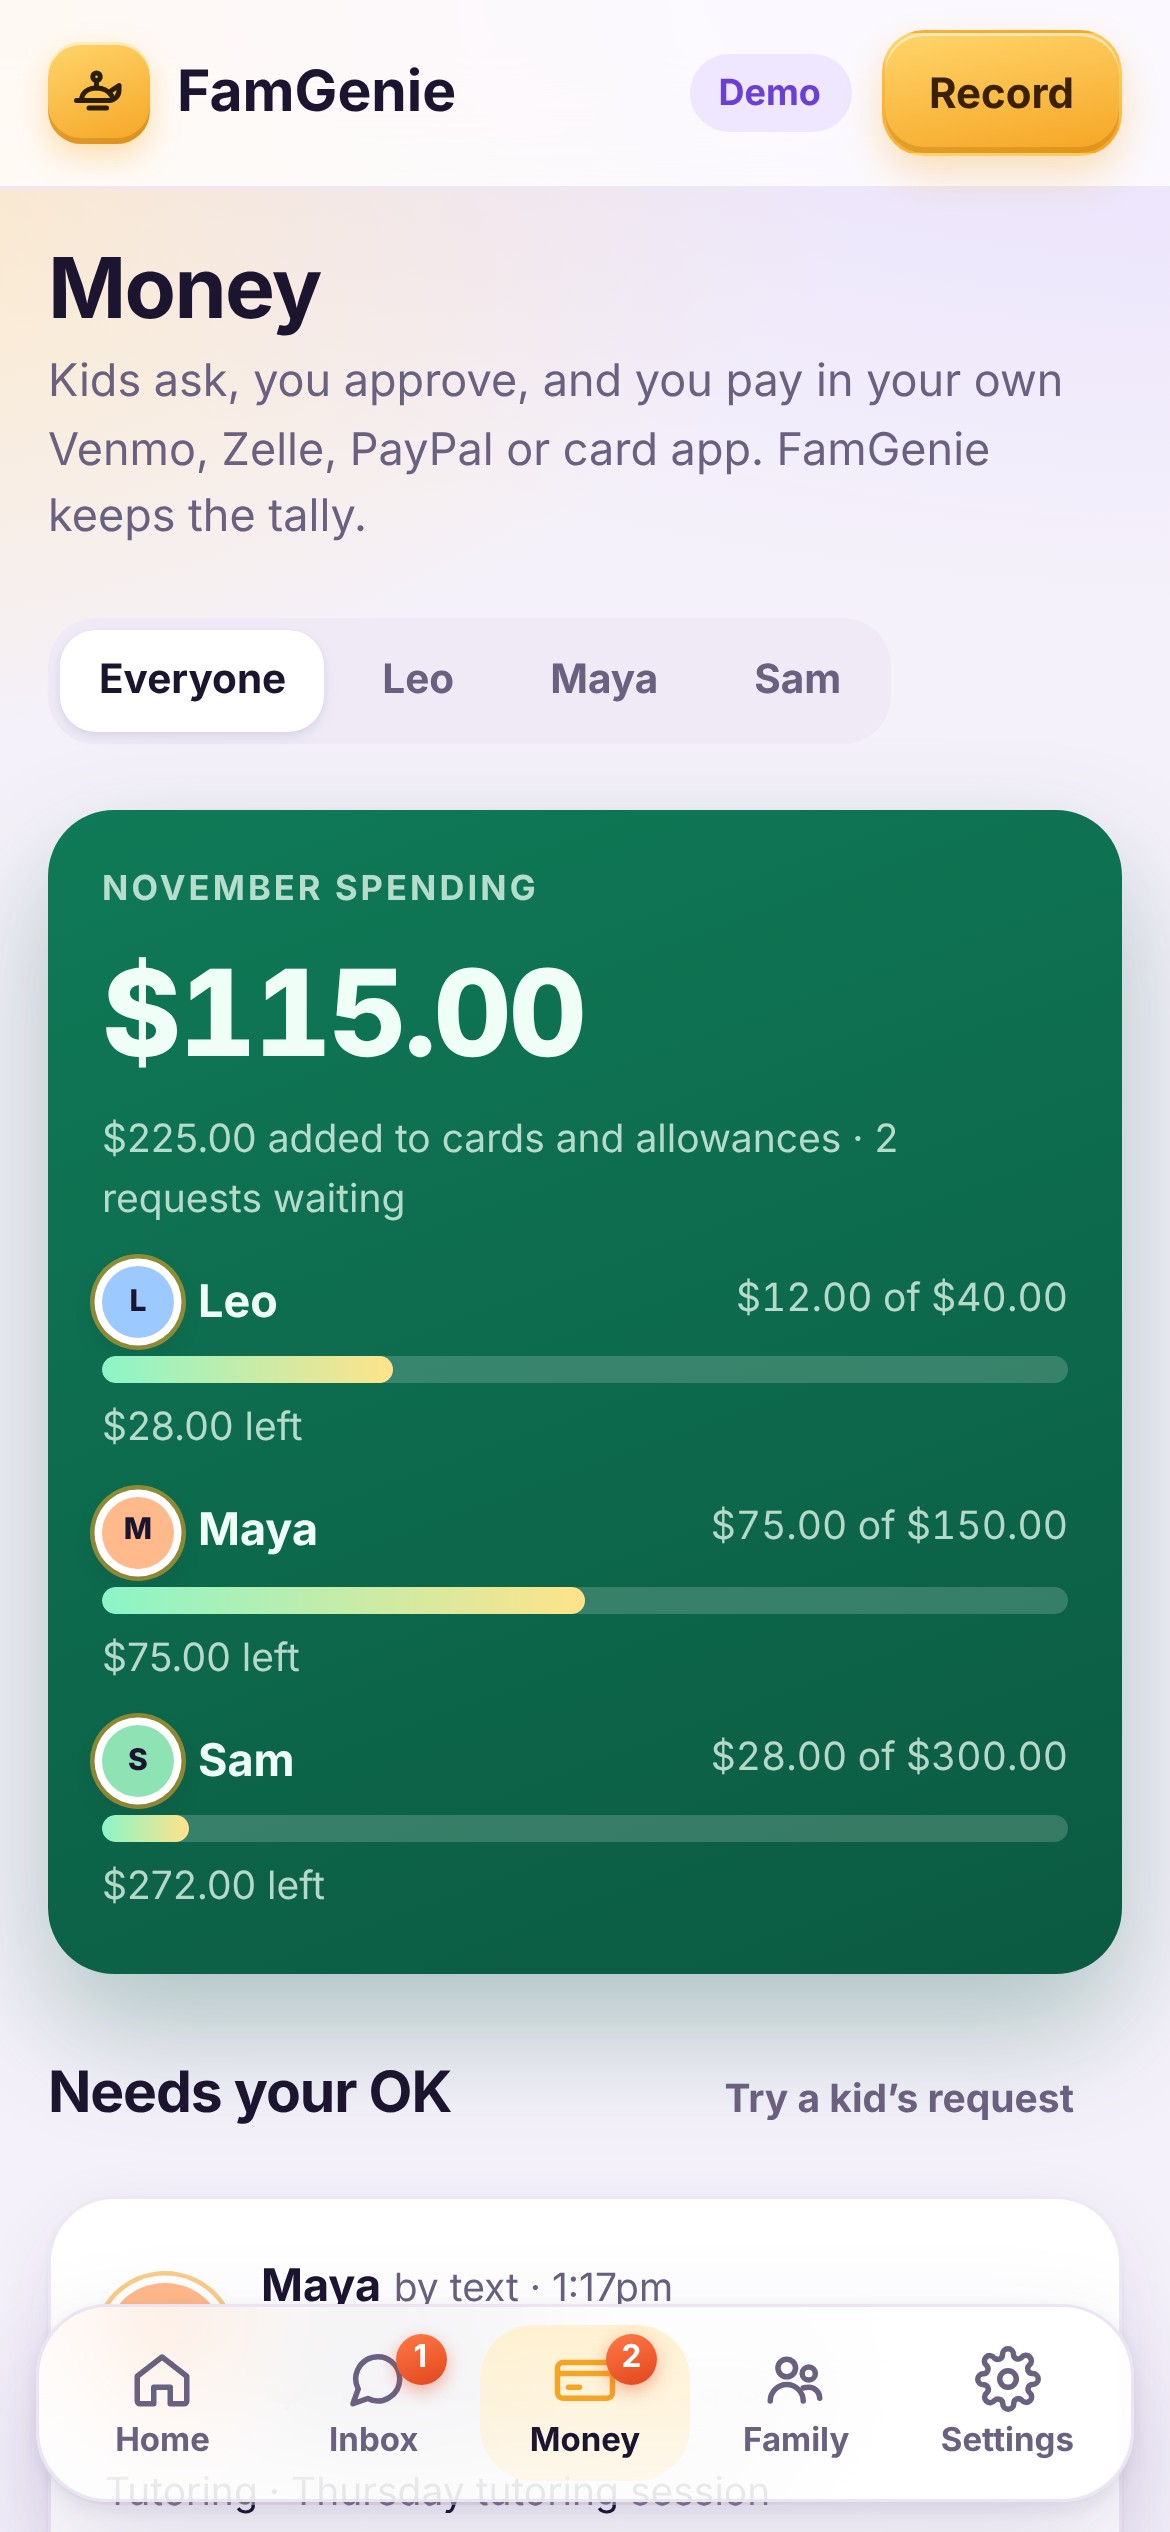 FamGenie
Demo
Record
Money
Kids ask, you approve, and you pay in your own
Venmo, Zelle, PayPal or card app. FamGenie
keeps the tally.
Everyone
Leo
Maya
Sam
NOVEMBER SPENDING
$115.00
$225.00 added to cards and allowances · 2
requests waiting
L
Leo
$12.00 of $40.00
$28.00 left
M
Maya
$75.00 of $150.00
$75.00 left
S
Sam
$28.00 of $300.00
$272.00 left
Needs your OK
Try a kid’s request
Maya by text · 1:17pm
1
2
Home
Inbox
Money
Family
Settings
Tutoring · Thursday tutoring session